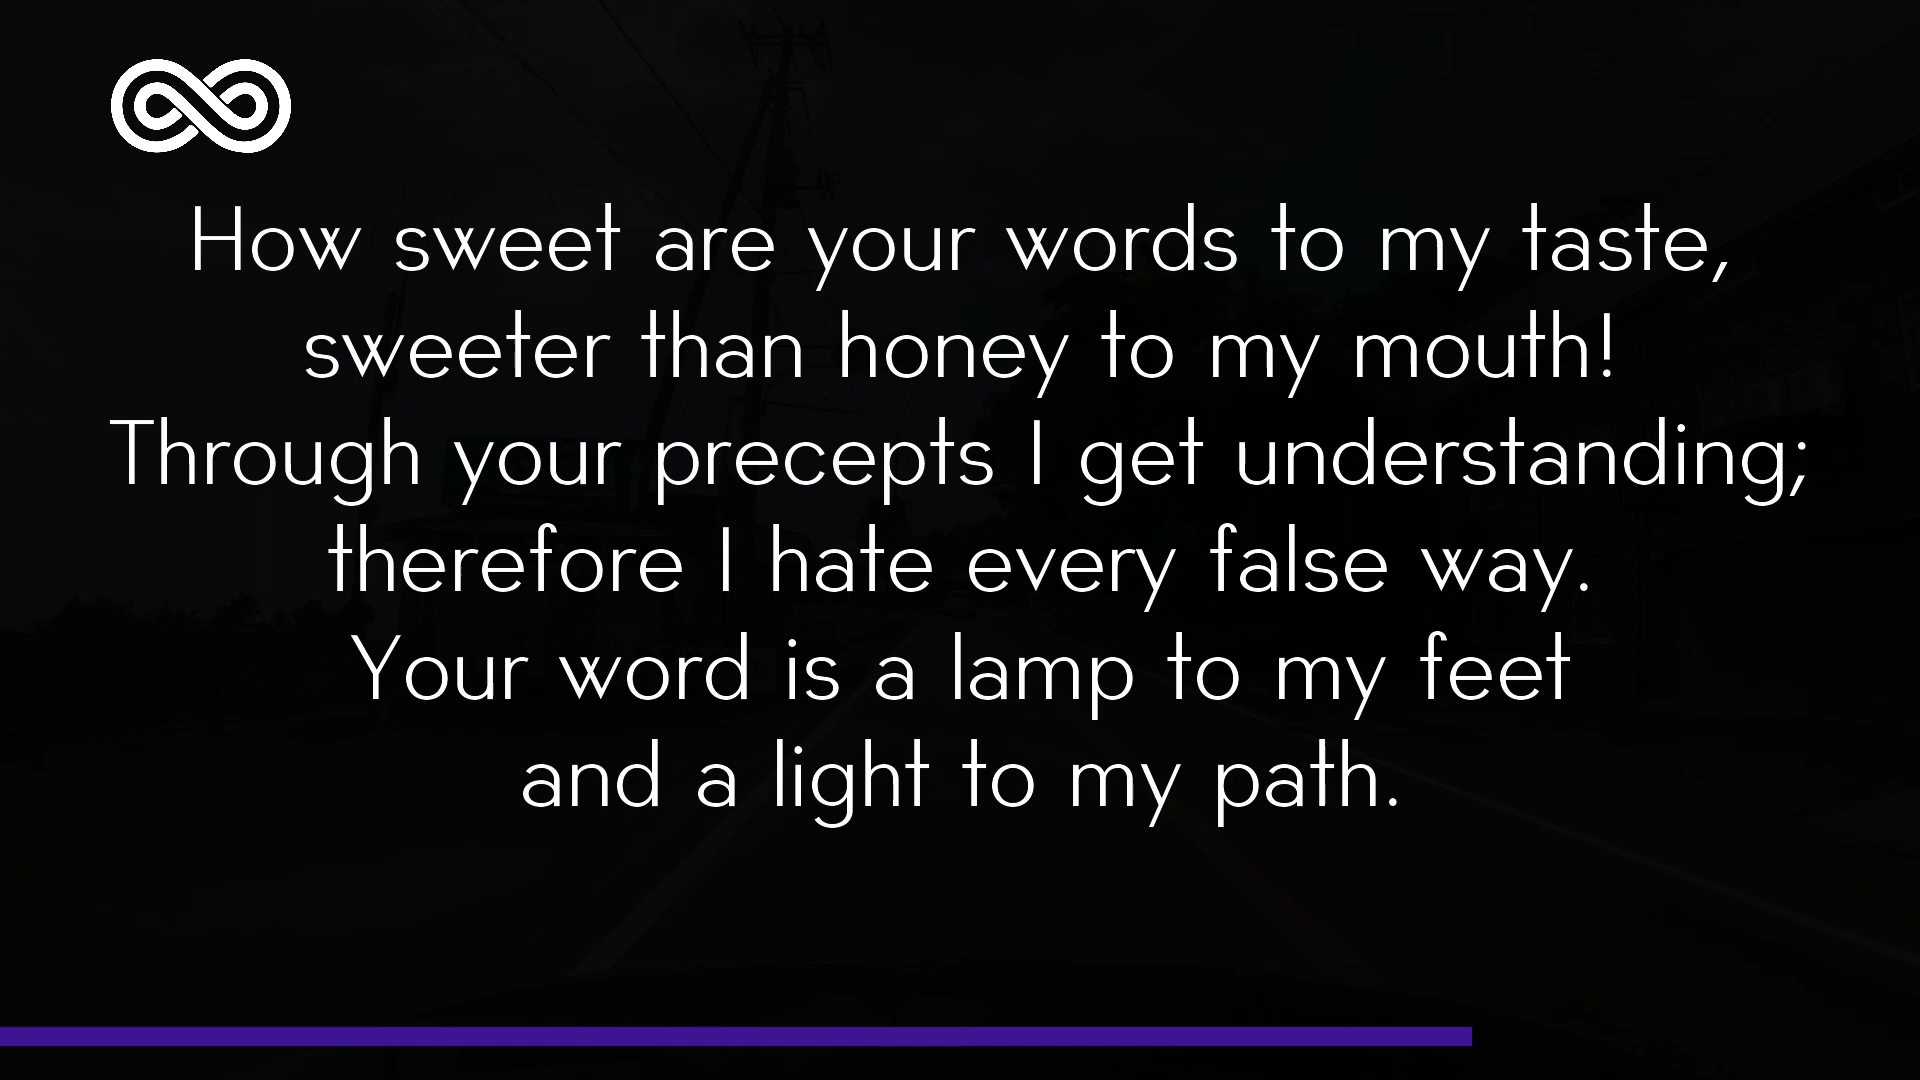 How sweet are your words to my taste,
sweeter than honey to my mouth!
Through your precepts I get understanding;
therefore I hate every false way.
Your word is a lamp to my feet
and a light to my path.